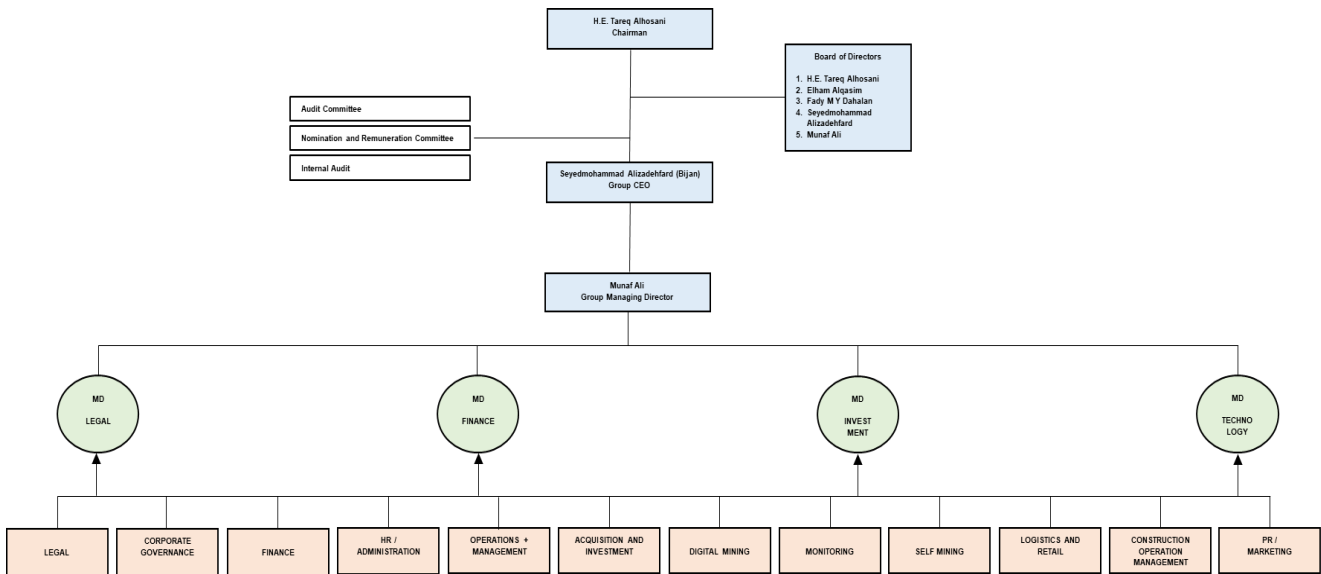 H.E. Tareq Alhosani
Chairman
Board of Directors
1. H.E. Tareq Alhosani
2. Elham Alqasim
3. Fady M Y Dahalan
4. Seyedmohammad
Alizadehfard
5. Munaf Ali
Audit Committee
Nomination and Remuneration Committee
Internal Audit
Seyedmohammad Alizadehfard (Bijan)
Group CEO
Munaf Ali
Group Managing Director
MD
LEGAL
MD
FINANCE
MD
INVEST
MENT
MD
TECHNO
LOGY
LEGAL
CORPORATE
GOVERNANCE
FINANCE
HR /
ADMINISTRATION
OPERATIONS +
MANAGEMENT
ACQUISITION AND
INVESTMENT
DIGITAL MINING
MONITORING
SELF MINING
LOGISTICS AND
RETAIL
CONSTRUCTION
OPERATION
MANAGEMENT
PR /
MARKETING